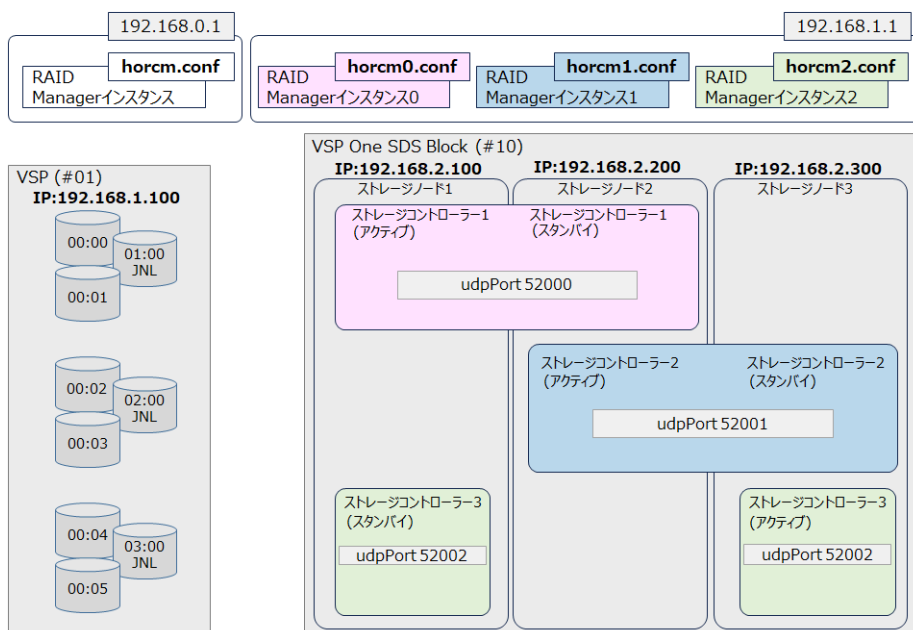 192.168.0.1
horcm.conf
RAID
Managerインスタンス
192.168.1.1
horcm0.conf
RAID
Managerインスタンス0
horcm1.conf
RAID
Managerインスタンス1
horcm2.conf
RAID
Managerインスタンス2
VSP (#01)
IP:192.168.1.100
00:00
01:00
JNL
00:01
00:02
02:00
JNL
00:03
00:04
03:00
JNL
00:05
VSP One SDS Block (#10)
IP:192.168.2.100
IP:192.168.2.200
IP:192.168.2.300
ストレージノード1
ストレージノード2
ストレージノード3
ストレージコントローラー1
(アクティブ)
ストレージコントローラー1
(スタンバイ)
udpPort 52000
ストレージコントローラー2
(アクティブ)
ストレージコントローラー2
(スタンバイ)
udpPort 52001
ストレージコントローラー3
(スタンバイ)
udpPort 52002
ストレージコントローラー3
(アクティブ)
udpPort 52002